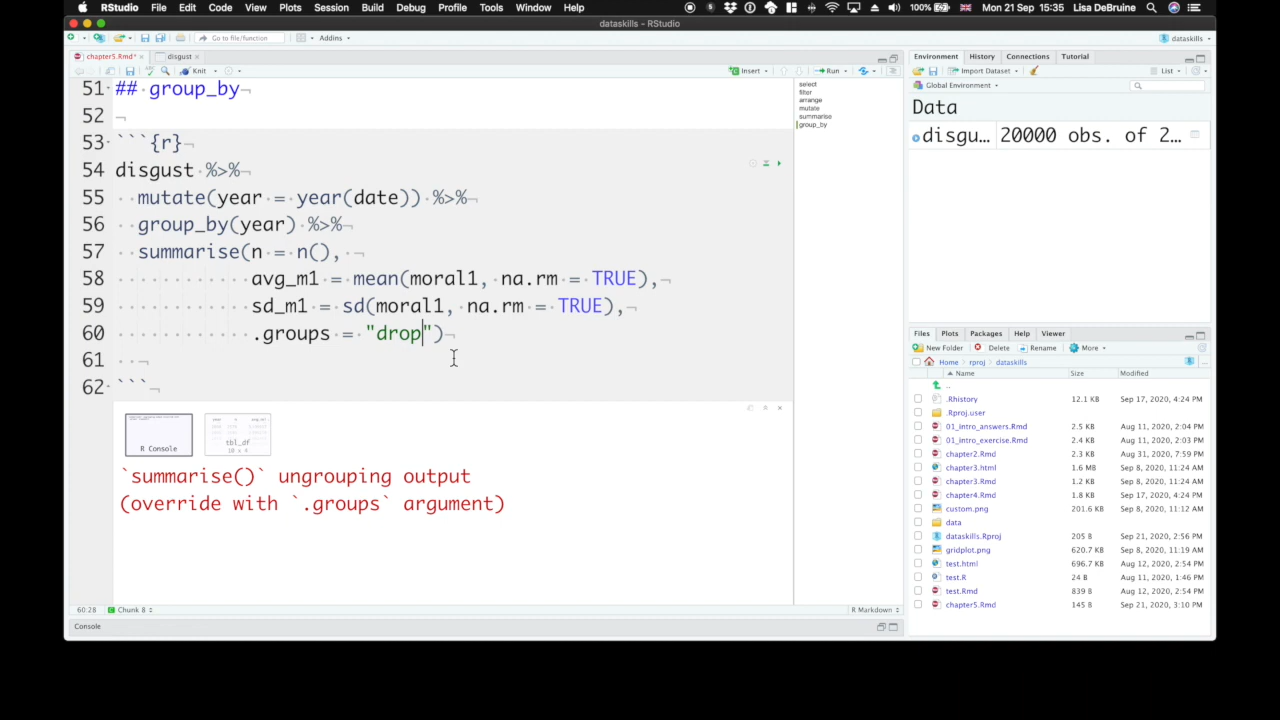 RStudio File Edit Code View Plots Session Build Debug Profile Tools Window Help 100% Mon 21 Sep 15:35 Lisa DeBruine
dataskills – RStudio
Go to file/function Addins dataskills
chapter5.Rmd* disgust
Knit Insert Run
51 ## group_by
52
53 ```{r}
54 disgust %>%
55 mutate(year = year(date)) %>%
56 group_by(year) %>%
57 summarise(n = n(),
58 avg_m1 = mean(moral1, na.rm = TRUE),
59 sd_m1 = sd(moral1, na.rm = TRUE),
60 .groups = "drop")
61
62 ```
R Console
tbl_df
10 x 4
`summarise()` ungrouping output
(override with `.groups` argument)
60:28 Chunk 8 R Markdown
Console
select
filter
arrange
mutate
summarise
group_by
Environment History Connections Tutorial
Import Dataset List
Global Environment
Data
disgu… 20000 obs. of 2…
Files Plots Packages Help Viewer
New Folder Delete Rename More
Home rproj dataskills
Name Size Modified
..
.Rhistory 12.1 KB Sep 17, 2020, 4:24 PM
.Rproj.user
01_intro_answers.Rmd 2.5 KB Aug 11, 2020, 2:04 PM
01_intro_exercise.Rmd 2.4 KB Aug 11, 2020, 2:03 PM
chapter2.Rmd 2.8 KB Aug 31, 2020, 7:59 PM
chapter3.html 1.6 MB Sep 8, 2020, 11:24 AM
chapter3.Rmd 1.2 KB Sep 8, 2020, 11:24 AM
chapter4.Rmd 1.8 KB Sep 17, 2020, 4:24 PM
custom.png 201.6 KB Sep 8, 2020, 11:12 AM
data
dataskills.Rproj 205 B Sep 21, 2020, 2:56 PM
gridplot.png 620.7 KB Sep 8, 2020, 11:19 AM
test.html 696.7 KB Aug 12, 2020, 2:54 PM
test.R 24 B Aug 11, 2020, 1:46 PM
test.Rmd 839 B Aug 12, 2020, 2:54 PM
chapter5.Rmd 145 B Sep 21, 2020, 3:10 PM